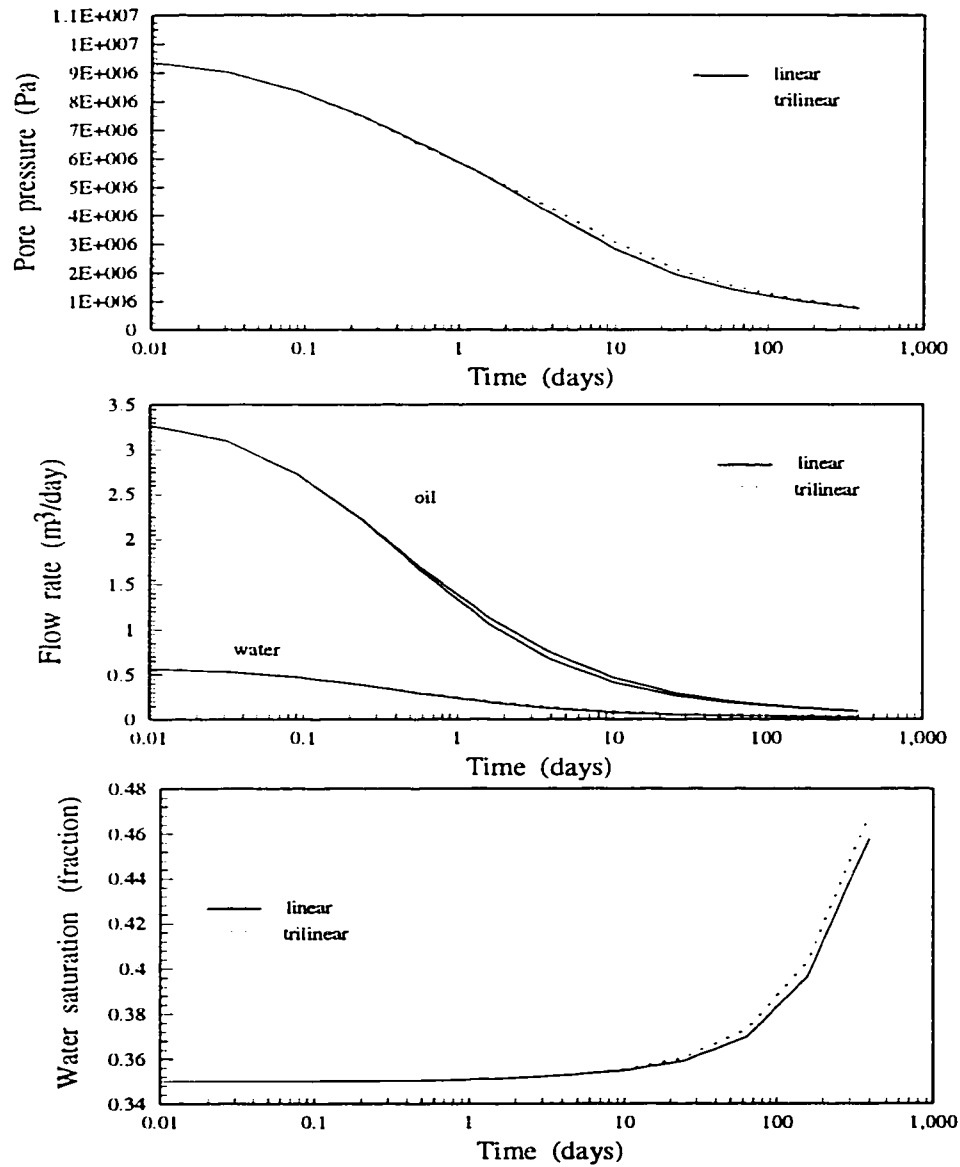 Pore pressure (Pa)
1.1E+007
1E+007
9E+006
8E+006
7E+006
6E+006
5E+006
4E+006
3E+006
2E+006
1E+006
0
linear
trilinear
0.01 0.1 1 10 100 1,000
Time (days)
Flow rate (m³/day)
3.5
3
2.5
2
1.5
1
0.5
0
oil
water
linear
trilinear
0.01 0.1 1 10 100 1,000
Time (days)
Water saturation (fraction)
0.48
0.46
0.44
0.42
0.4
0.38
0.36
0.34
linear
trilinear
0.01 0.1 1 10 100 1,000
Time (days)